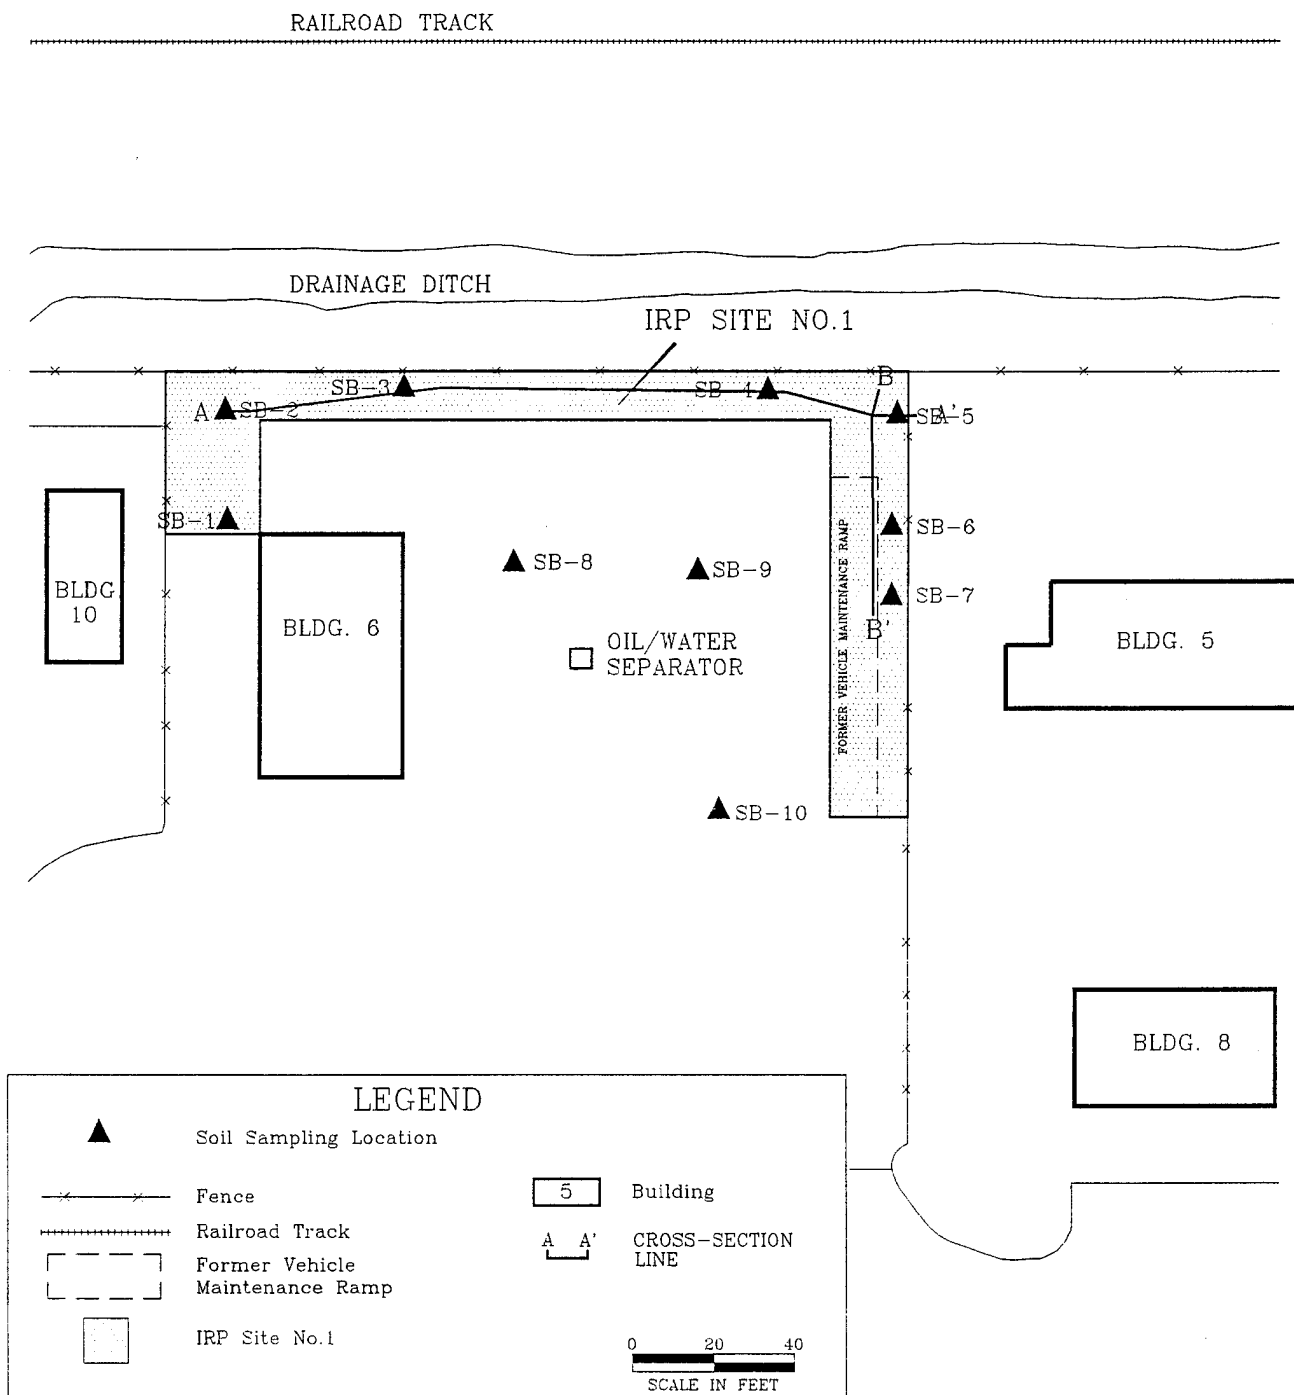 RAILROAD TRACK
DRAINAGE DITCH
IRP SITE NO.1
SB-3
SB-4
B
A
SB-2
SB-5
A'
SB-1
SB-6
SB-8
SB-9
SB-7
BLDG.
10
BLDG. 6
B'
OIL/WATER
SEPARATOR
FORMER VEHICLE MAINTENANCE RAMP
BLDG. 5
SB-10
BLDG. 8
LEGEND
Soil Sampling Location
Fence
Railroad Track
Former Vehicle
Maintenance Ramp
IRP Site No.1
5
Building
A A'
CROSS-SECTION
LINE
0 20 40
SCALE IN FEET